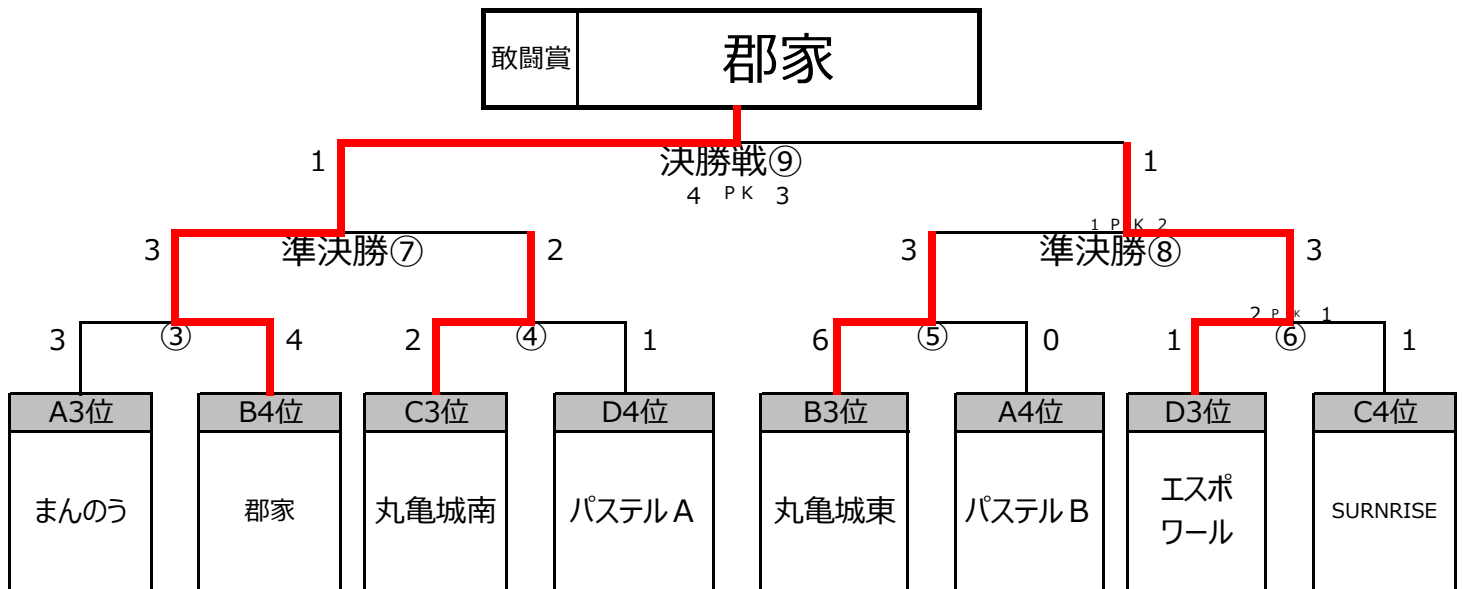 敢闘賞 郡家
1 決勝戦⑨ 1
4 PK 3
1 PK 2
3 準決勝⑦ 2 3 準決勝⑧ 3
2 PK 1
3 ③ 4 2 ④ 1 6 ⑤ 0 1 ⑥ 1
A3位 B4位 C3位 D4位 B3位 A4位 D3位 C4位
まんのう 郡家 丸亀城南 パステルA 丸亀城東 パステルB エスポ SURNRISE
ワール